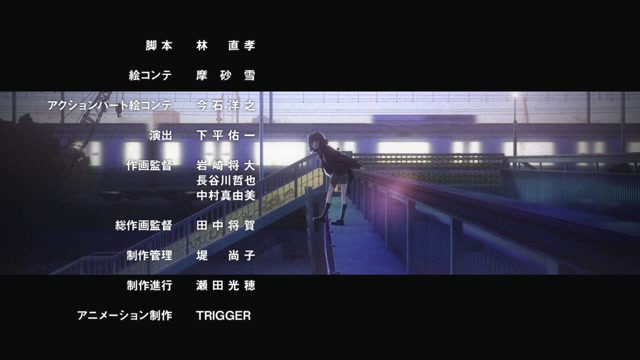 脚本 林 直孝
絵コンテ 摩砂雪
アクションパート絵コンテ 今石洋之
演出 下平佑一
作画監督 岩崎将大
長谷川哲也
中村真由美
総作画監督 田中将賀
制作管理 堤 尚子
制作進行 瀬田光穂
アニメーション制作 TRIGGER